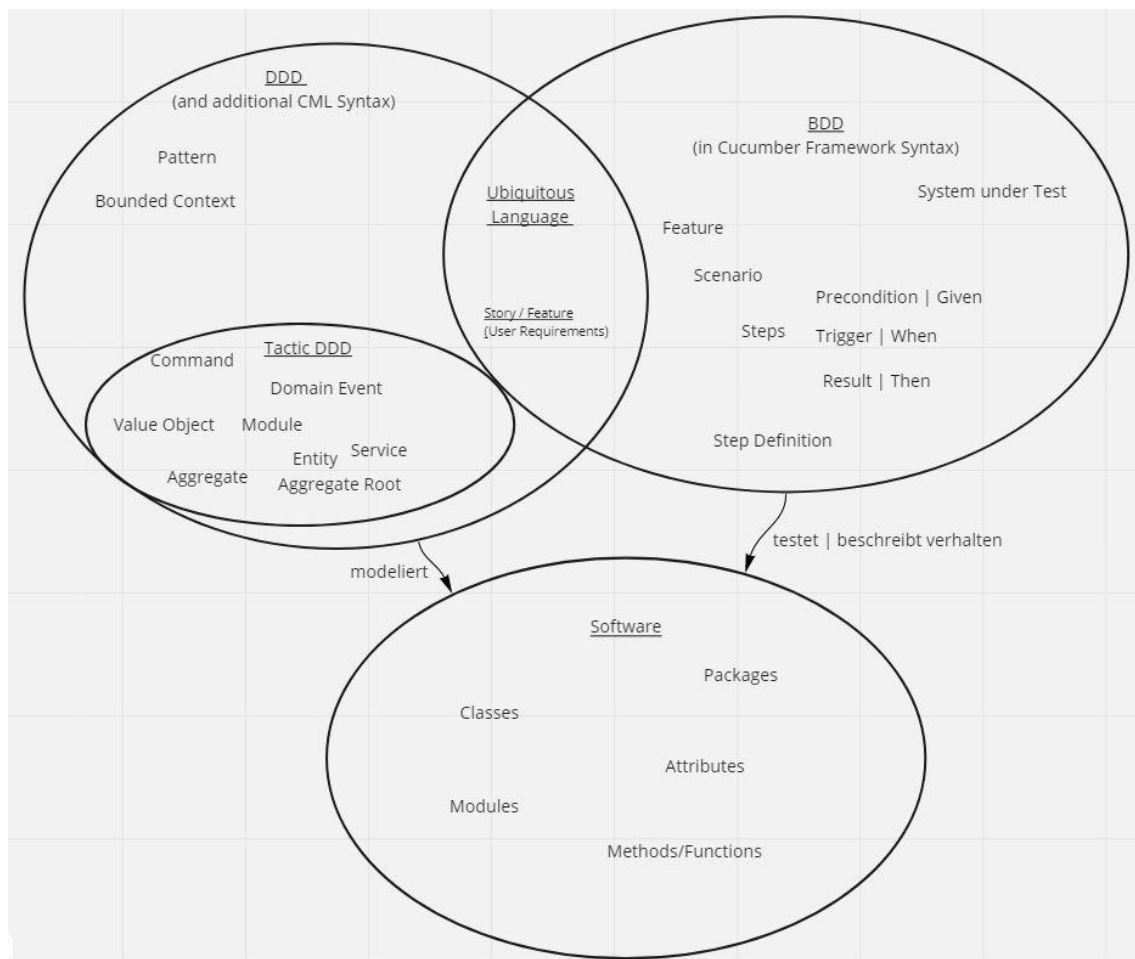 DDD
(and additional CML Syntax)
Pattern
Bounded Context
Ubiquitous
Language
Story / Feature
(User Requirements)
BDD
(in Cucumber Framework Syntax)
System under Test
Feature
Scenario
Precondition | Given
Steps
Trigger | When
Result | Then
Step Definition
Tactic DDD
Command
Domain Event
Value Object
Module
Entity
Service
Aggregate
Aggregate Root
modeliert
testet | beschreibt verhalten
Software
Packages
Classes
Attributes
Modules
Methods/Functions